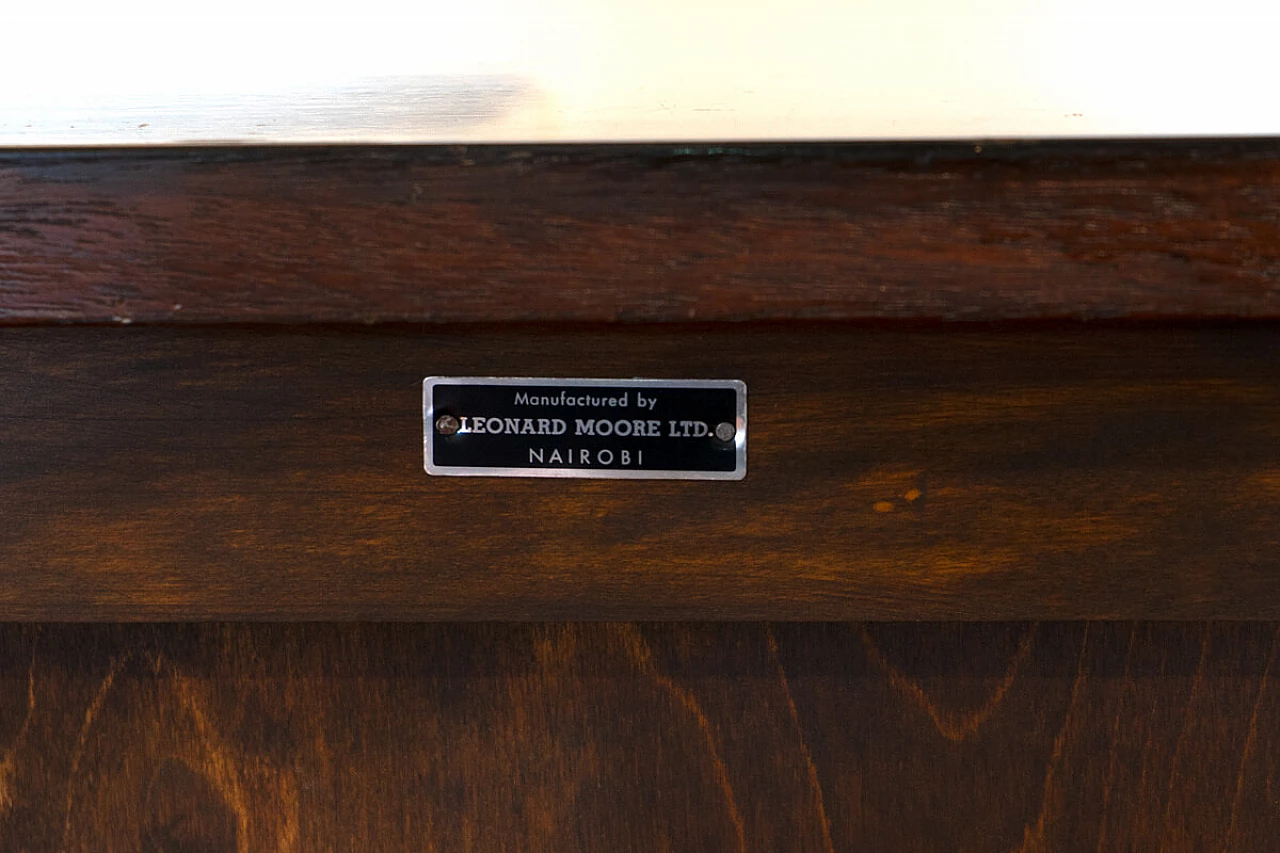 Manufactured by
LEONARD MOORE LTD.
NAIROBI